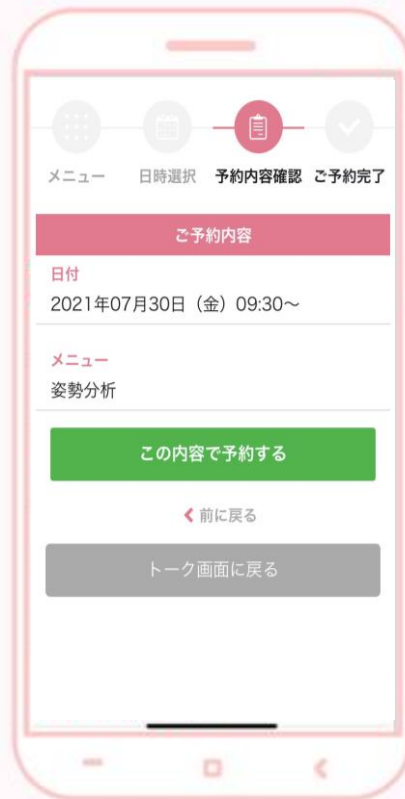 メニュー
日時選択
予約内容確認
ご予約完了
ご予約内容
日付
2021年07月30日（金）09:30～
メニュー
姿勢分析
この内容で予約する
前に戻る
トーク画面に戻る